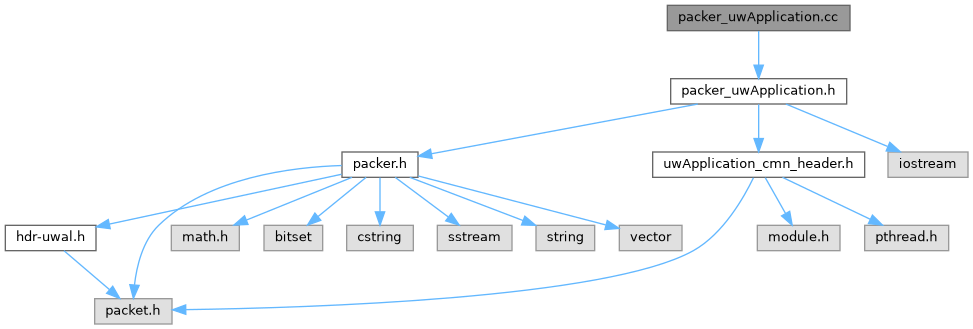 packer_uwApplication.cc
packer_uwApplication.h
packer.h
uwApplication_cmn_header.h
iostream
hdr-uwal.h
math.h
bitset
cstring
sstream
string
vector
module.h
pthread.h
packet.h